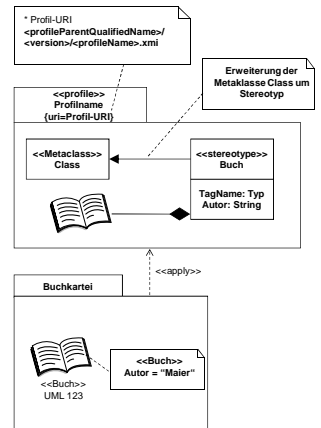 * Profil-URI
<profileParentQualifiedName>/
<version>/<profileName>.xmi
Erweiterung der
Metaklasse Class um
Stereotyp
<<profile>>
Profilname
{uri=Profil-URI}
<<Metaclass>>
Class
<<stereotype>>
Buch
TagName: Typ
Autor: String
<<apply>>
Buchkartei
<<Buch>>
Autor = "Maier"
<<Buch>>
UML 123